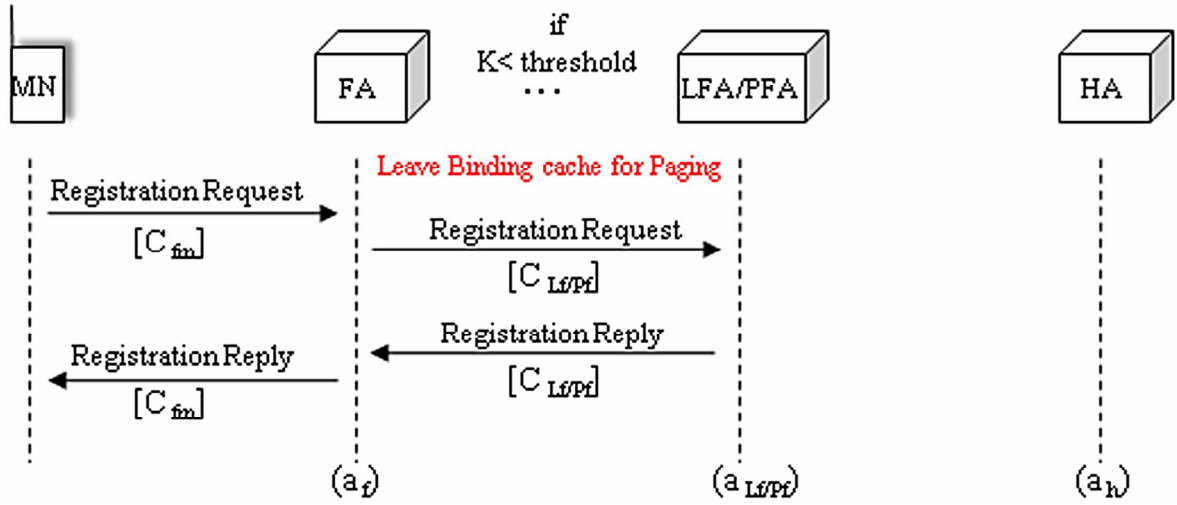 if
K< threshold
...
MN
FA
LFA/PFA
HA
Leave Binding cache for Paging
Registration Request
[C fm]
Registration Request
[C Lf/Pf]
Registration Reply
[C Lf/Pf]
Registration Reply
[C fm]
(a f)
(a Lf/Pf)
(a h)